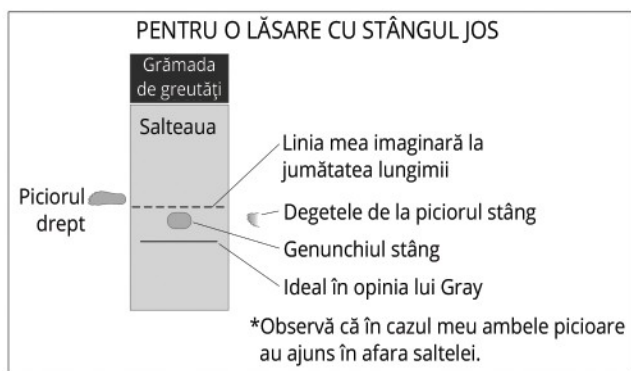 PENTRU O LĂSARE CU STÂNGUL JOS
Grămada
de greutăți
Salteaua
Linia mea imaginară la
jumătatea lungimii
Piciorul
drept
Degetele de la piciorul stâng
Genunchiul stâng
Ideal în opinia lui Gray
*Observă că în cazul meu ambele picioare
au ajuns în afara saltelei.